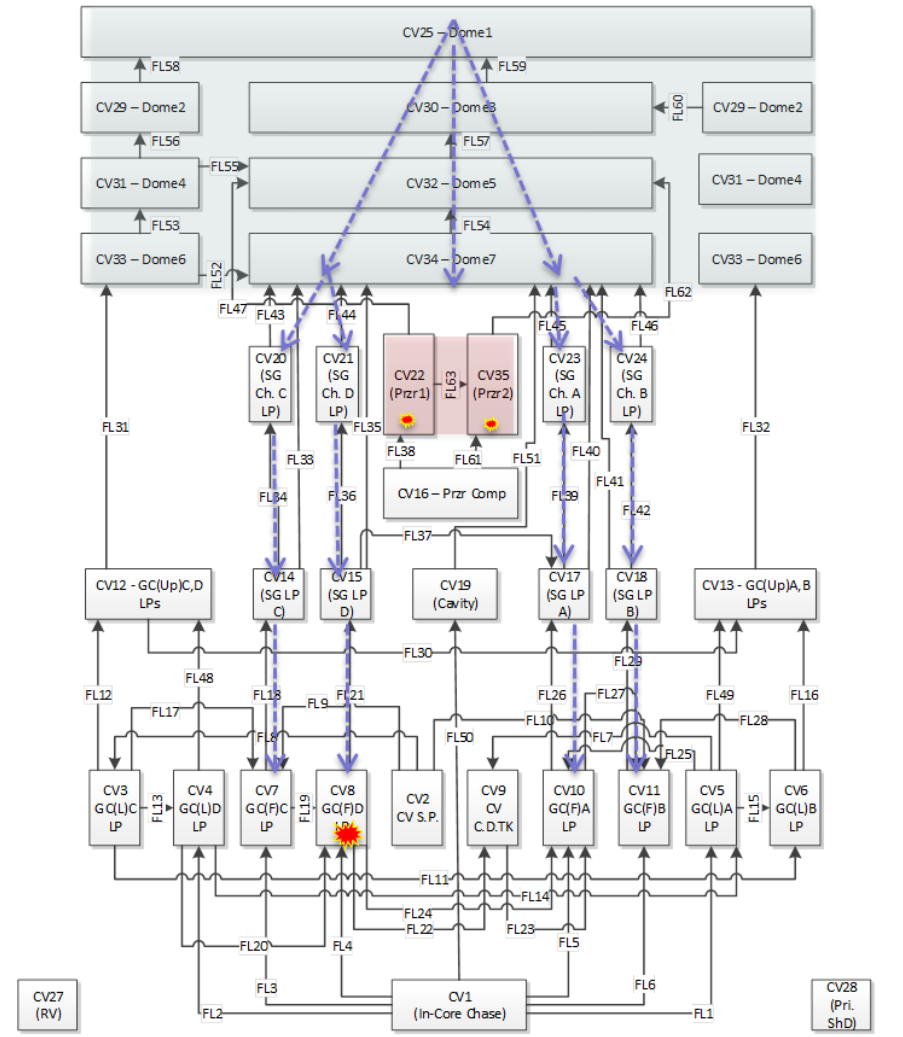 CV25 – Dome1
FL58
FL59
CV29 – Dome2
CV30 – Dome3
FL60
CV29 – Dome2
FL56
FL57
CV31 – Dome4
FL55
CV32 – Dome5
CV31 – Dome4
FL53
FL54
CV33 – Dome6
FL52
CV34 – Dome7
CV33 – Dome6
FL47
FL43
FL44
FL45
FL46
FL62
CV20
(SG
Ch. C
LP)
CV21
(SG
Ch. D
LP)
CV22
(Przr1)
FL63
CV35
(Przr2)
CV23
(SG
Ch. A
LP)
CV24
(SG
Ch. B
LP)
FL31
FL35
FL32
FL33
FL38
FL61
FL51
FL40
FL41
FL34
FL36
CV16 – Przr Comp
FL39
FL42
FL37
CV12 - GC(Up)C,D
LPs
CV14
(SG LP
C)
CV15
(SG LP
D)
CV19
(Cavity)
CV17
(SG LP
A)
CV18
(SG LP
B)
CV13 - GC(Up)A,B
LPs
FL30
FL29
FL12
FL48
FL18
FL21
FL26
FL27
FL49
FL16
FL17
FL9
FL10
FL28
FL8
FL50
FL7
FL25
CV3
GC(L)C
LP
FL13
CV4
GC(L)D
LP
CV7
GC(F)C
LP
FL19
CV8
GC(F)D
CV2
CV S.P.
CV9
CV
C.D.TK
CV10
GC(F)A
LP
CV11
GC(F)B
LP
CV5
GC(L)A
LP
FL15
CV6
GC(L)B
LP
FL11
FL14
FL24
FL22
FL23
FL20
FL4
FL5
FL3
FL6
CV27
(RV)
CV1
(In-Core Chase)
CV28
(Pri.
ShD)
FL2
FL1